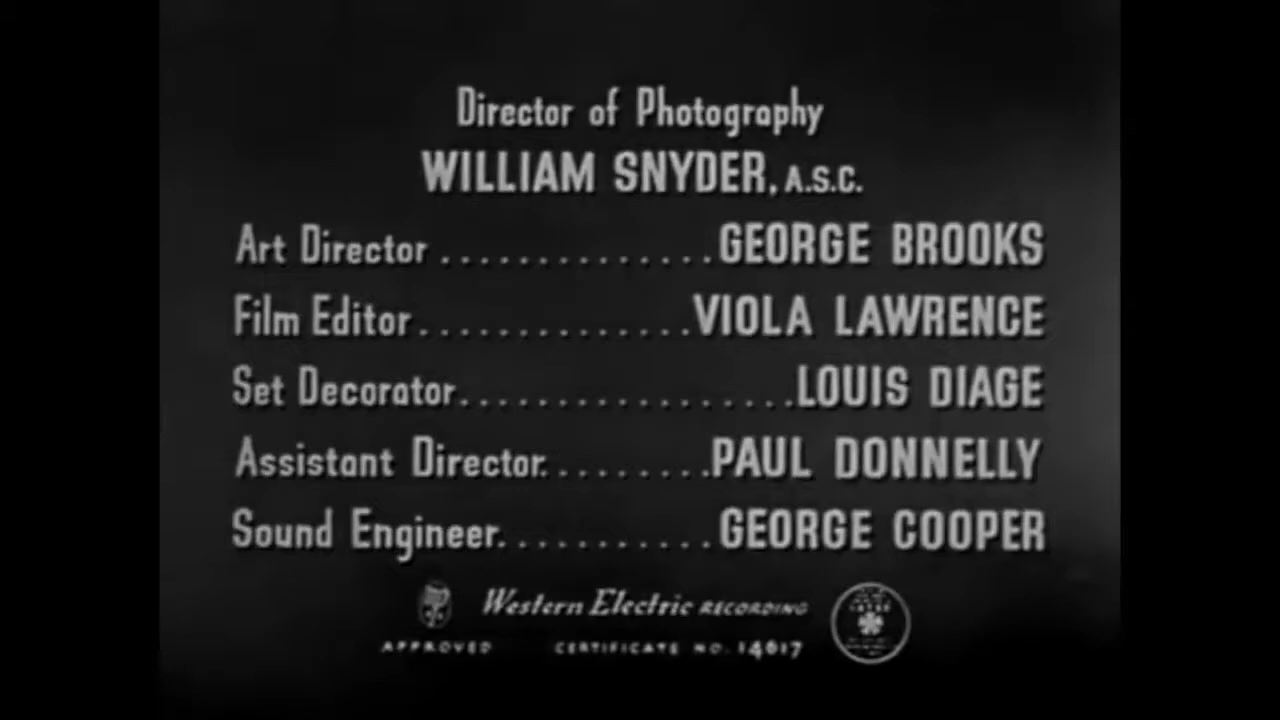 Director of Photography
WILLIAM SNYDER, A.S.C.
Art Director ..............GEORGE BROOKS
Film Editor..............VIOLA LAWRENCE
Set Decorator.................LOUIS DIAGE
Assistant Director.........PAUL DONNELLY
Sound Engineer...........GEORGE COOPER
Western Electric RECORDING
APPROVED CERTIFICATE NO. 14617